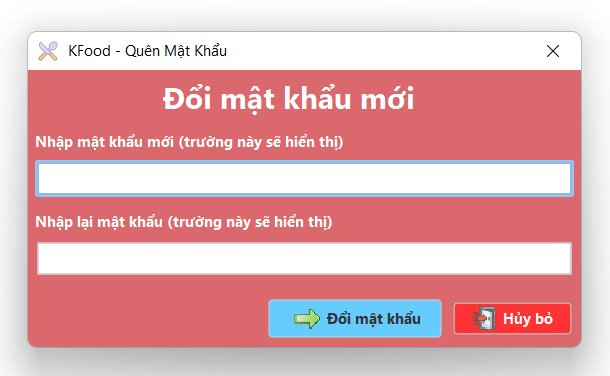 KFood - Quên Mật Khẩu
Đổi mật khẩu mới
Nhập mật khẩu mới (trường này sẽ hiển thị)
Nhập lại mật khẩu (trường này sẽ hiển thị)
Đổi mật khẩu
Hủy bỏ